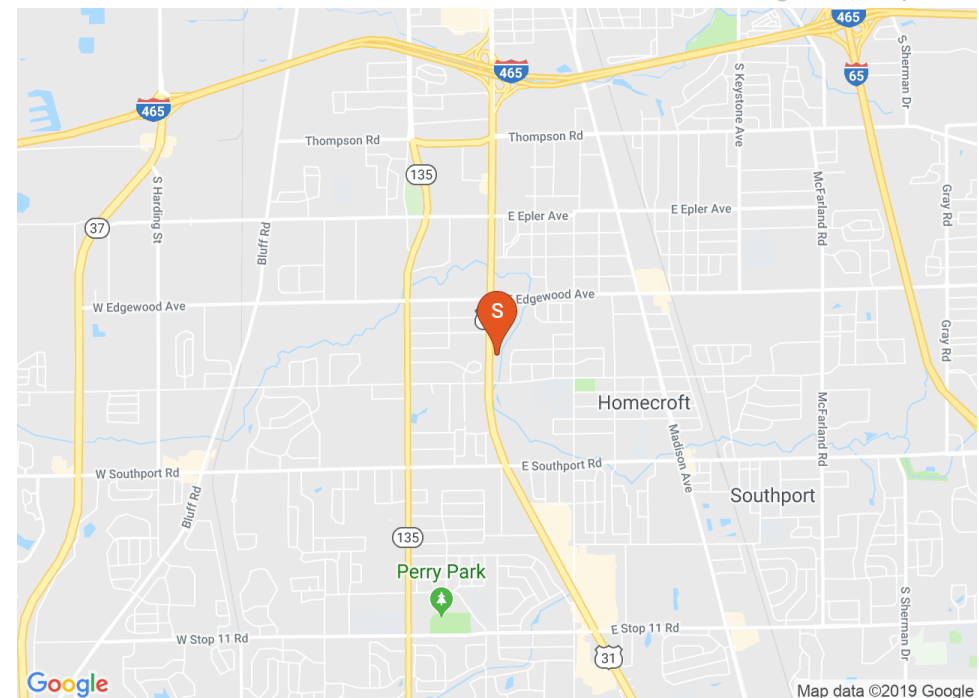 465
S Sherman Dr
465
S Keystone Ave
65
465
Thompson Rd
Thompson Rd
135
McFarland Rd
Gray Rd
S Harding St
E Epler Ave
E Epler Ave
37
Bluff Rd
W Edgewood Ave
Edgewood Ave
S
Gray Rd
Homecroft
McFarland Rd
Madison Ave
W Southport Rd
E Southport Rd
Southport
Bluff Rd
135
Perry Park
S Sherman Dr
W Stop 11 Rd
E Stop 11 Rd
31
Google
Map data ©2019 Google